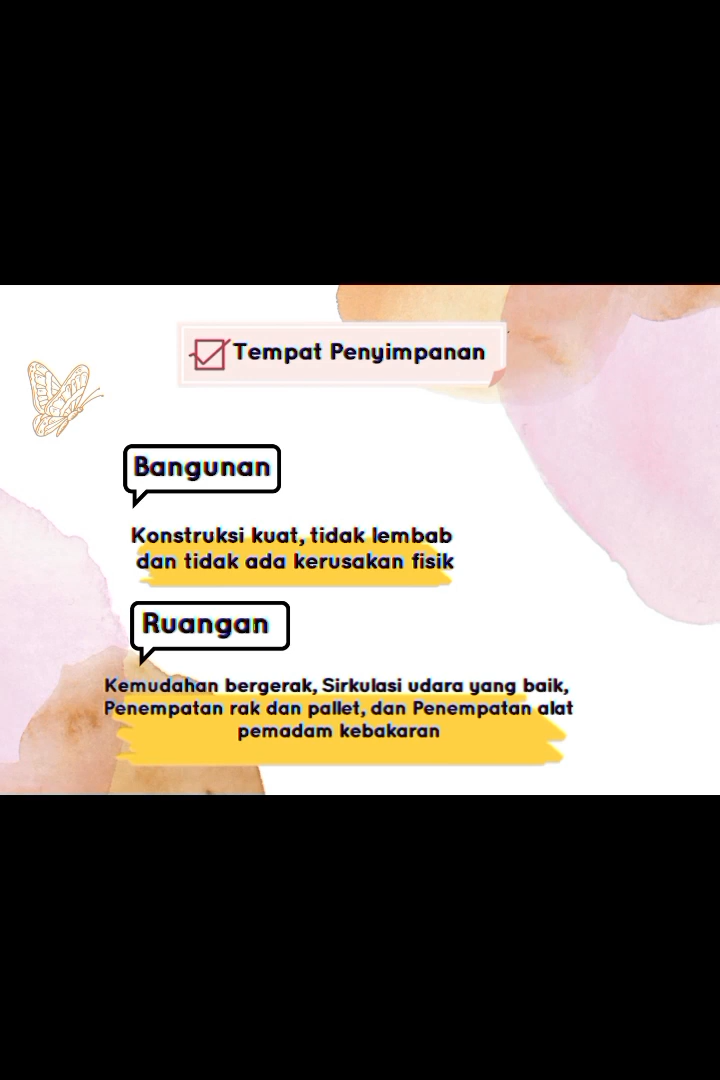 Tempat Penyimpanan
Bangunan
Konstruksi kuat, tidak lembab
dan tidak ada kerusakan fisik
Ruangan
Kemudahan bergerak, Sirkulasi udara yang baik,
Penempatan rak dan pallet, dan Penempatan alat
pemadam kebakaran